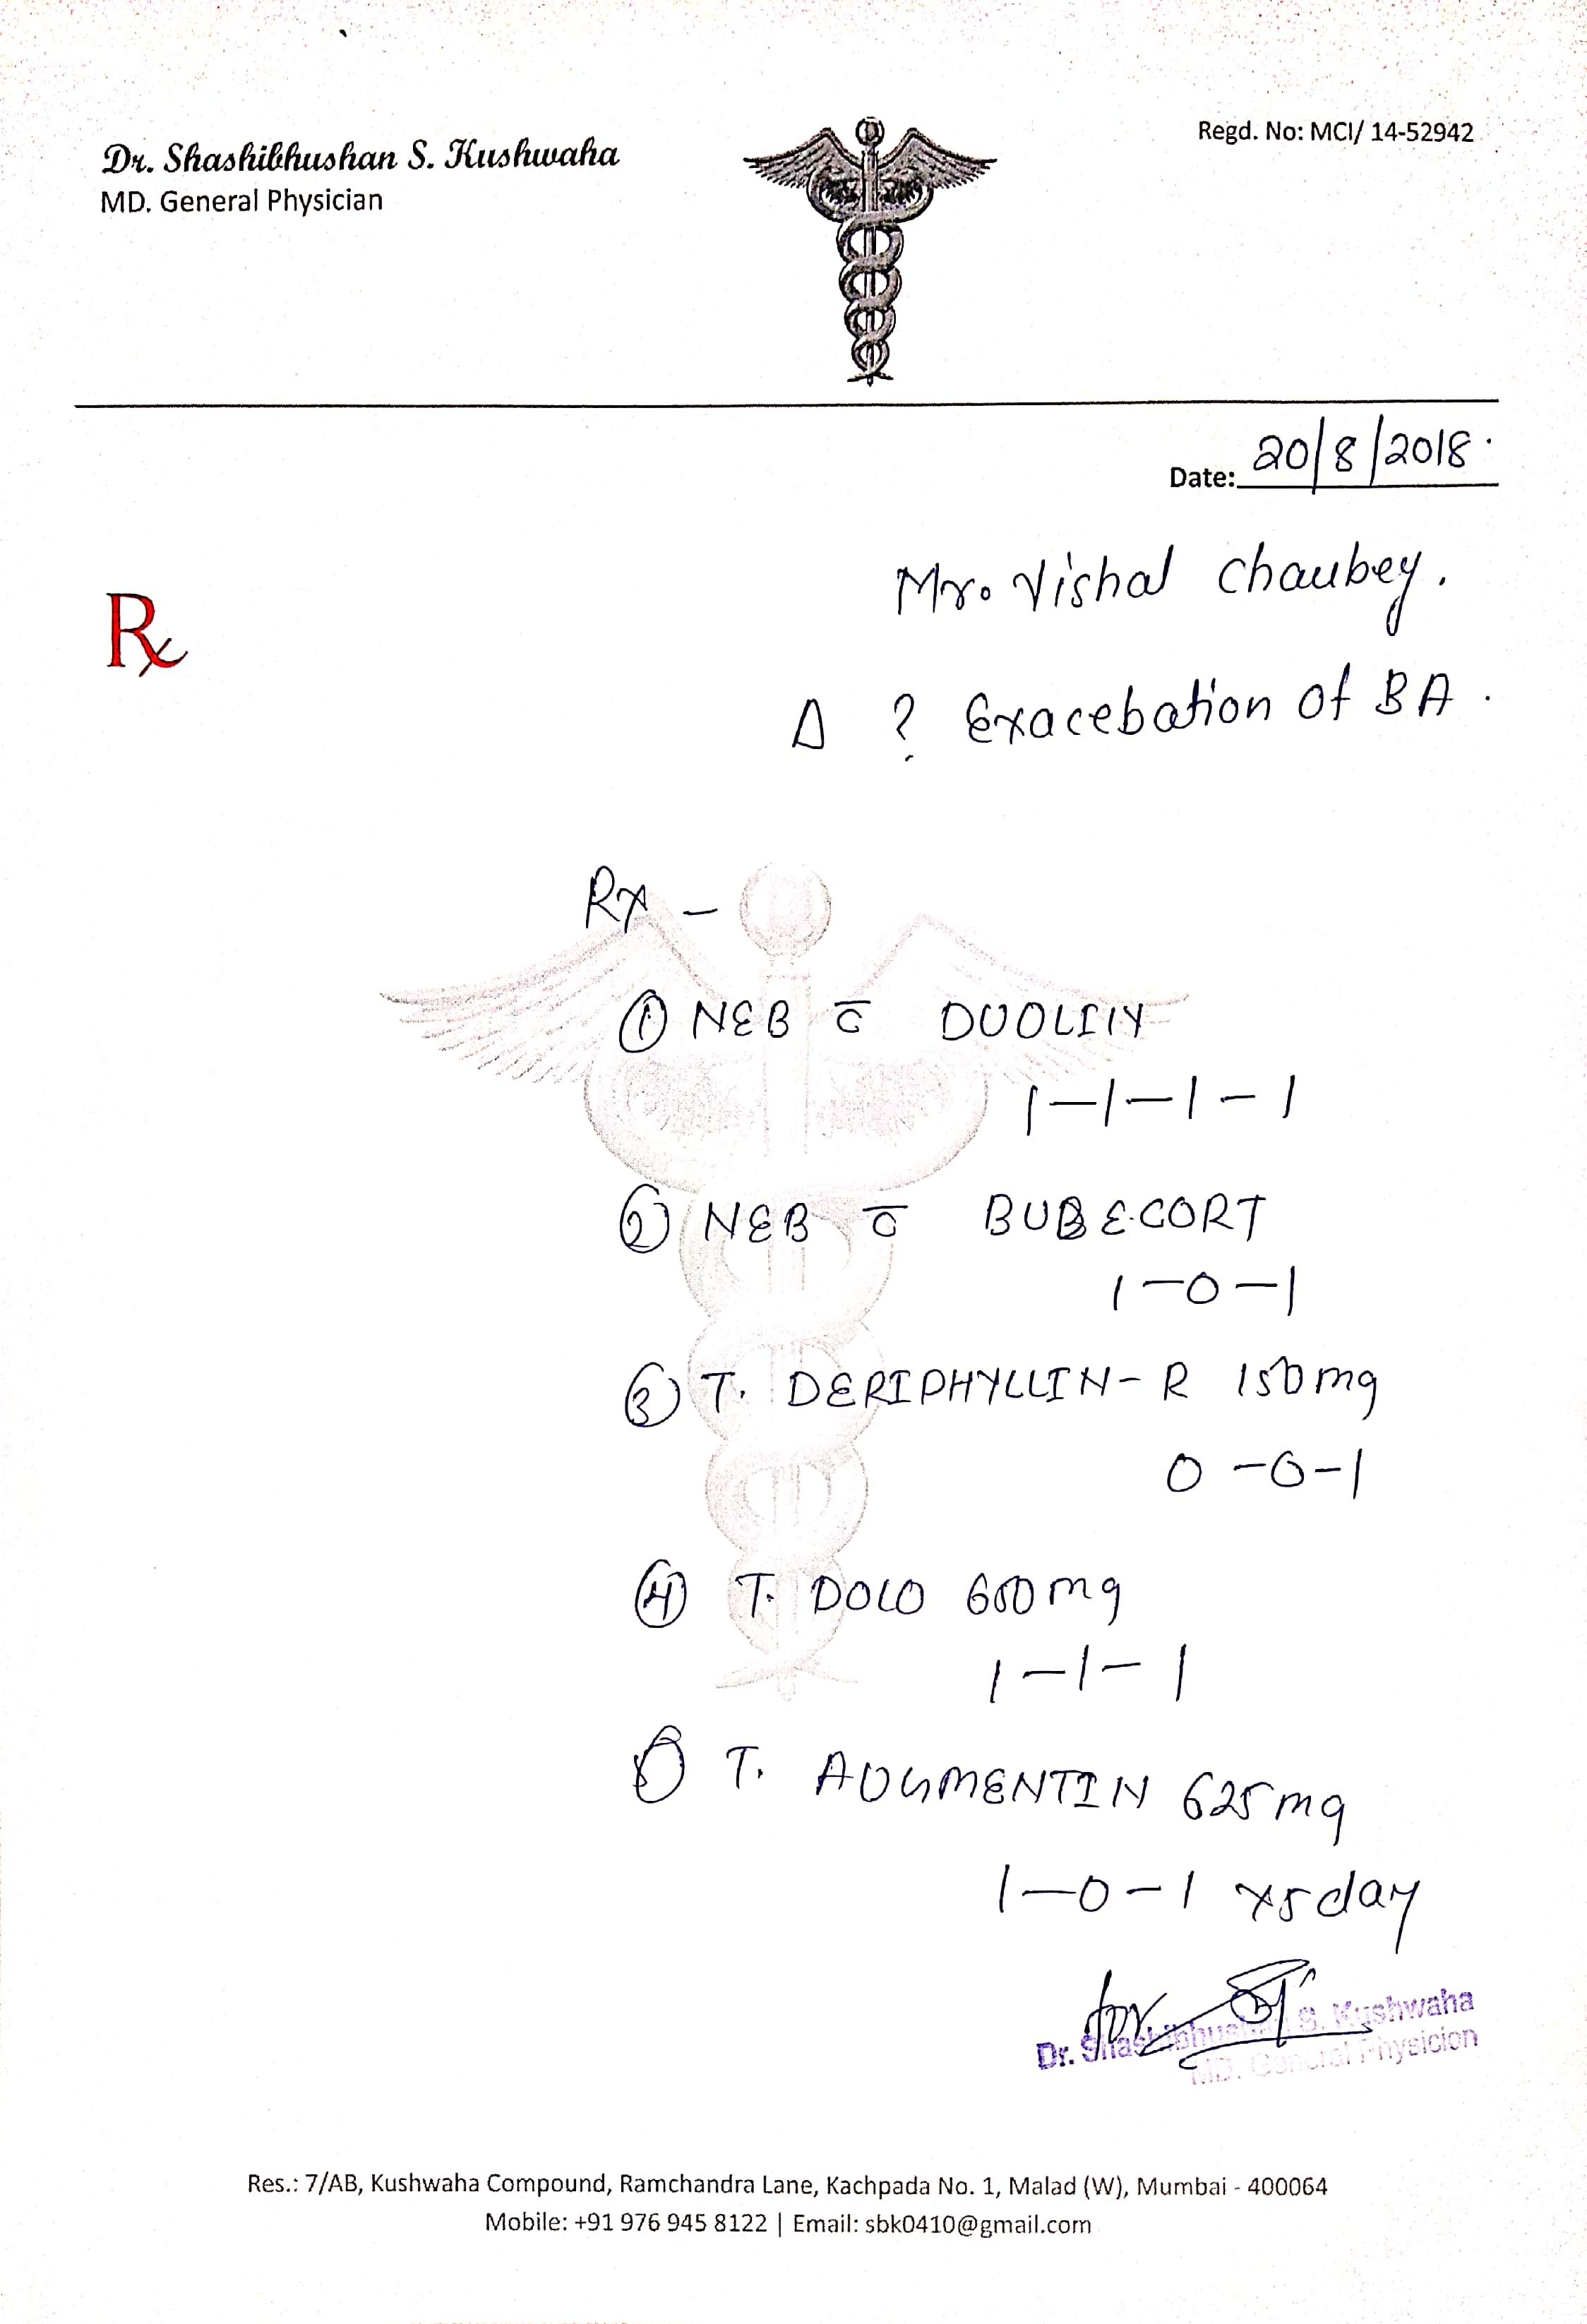 Dr. Shashibhushan S. Kushwaha
MD. General Physician
Regd. No: MCI/ 14-52942
Date: 20/8/2018.
Rx
Mr. Vishal Chaubey.
Δ ? Exacebation of BA.
RX -
① NEB c̄ DUOLIN
1-1-1-1
② NEB c̄ BUDECORT
1-0-1
③ T. DERIPHYLLIN-R 150mg
0-0-1
④ T. DOLO 650mg
1-1-1
⑤ T. AUGMENTIN 625mg
1-0-1 x5day
for
Dr. Shashibhushan S. Kushwaha
MD. General Physicion
Res.: 7/AB, Kushwaha Compound, Ramchandra Lane, Kachpada No. 1, Malad (W), Mumbai - 400064
Mobile: +91 976 945 8122 | Email: sbk0410@gmail.com